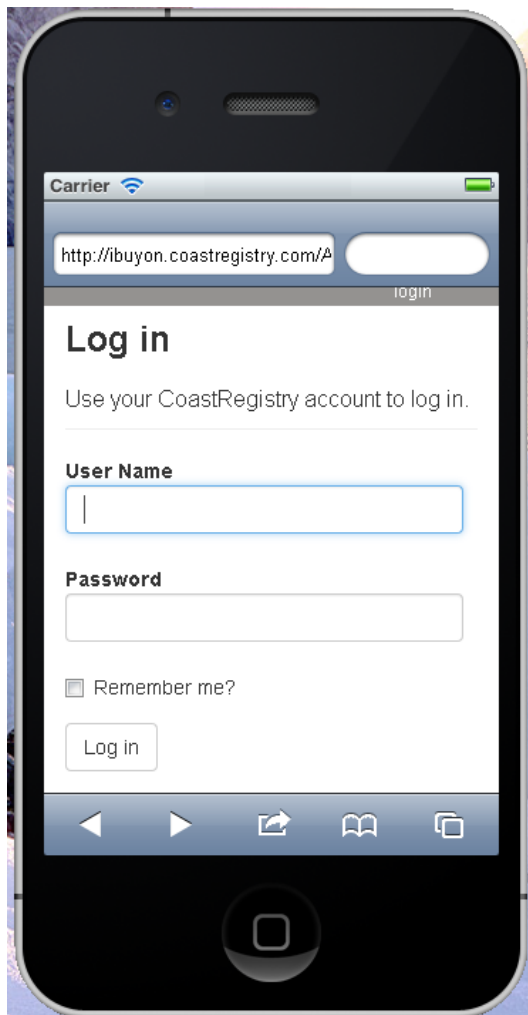 Carrier
http://ibuyon.coastregistry.com/A
login
Log in
Use your CoastRegistry account to log in.
User Name
Password
Remember me?
Log in